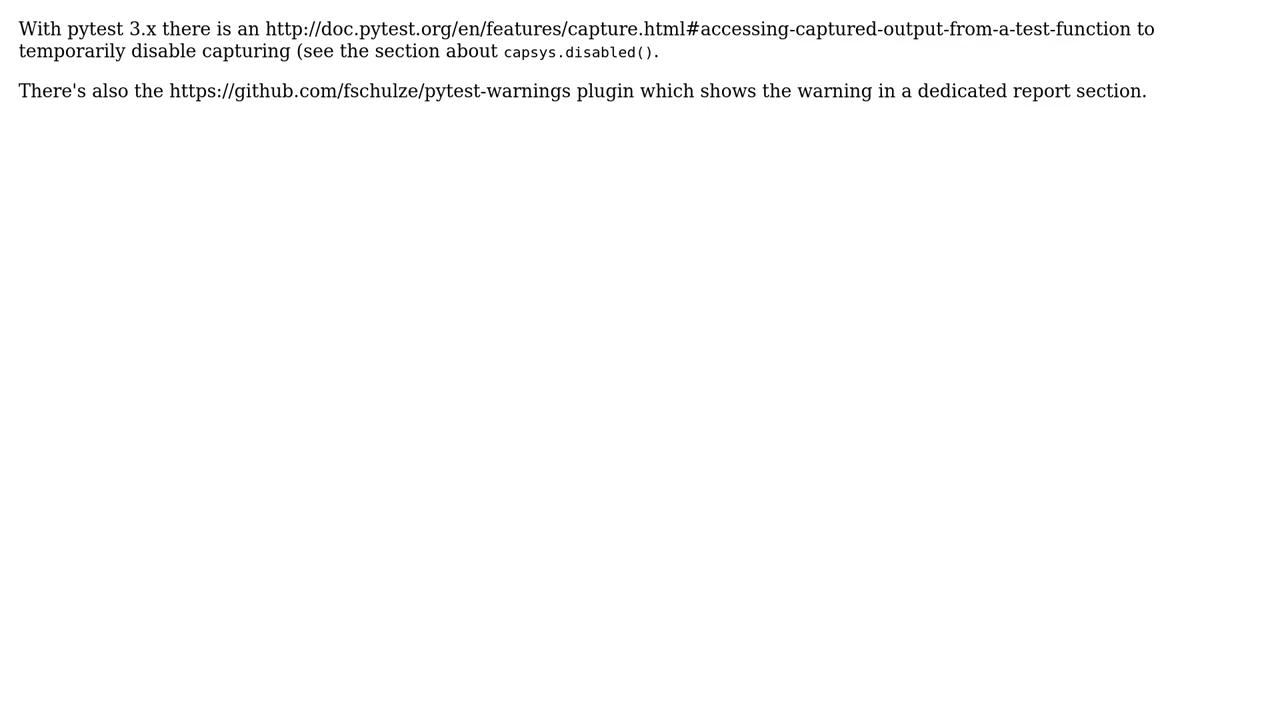 With pytest 3.x there is an http://doc.pytest.org/en/features/capture.html#accessing-captured-output-from-a-test-function to
temporarily disable capturing (see the section about capsys.disabled().
There's also the https://github.com/fschulze/pytest-warnings plugin which shows the warning in a dedicated report section.